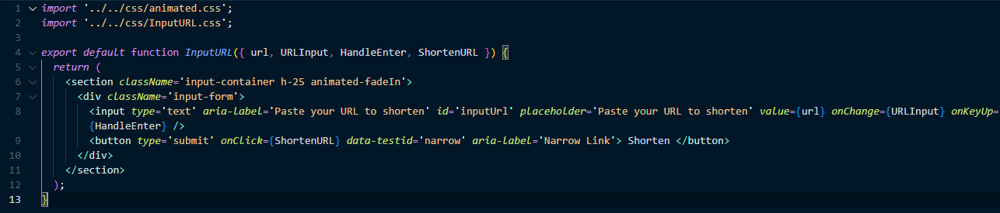 1 import '../../css/animated.css';
2 import '../../css/InputURL.css';
3
4 export default function InputURL({ url, URLInput, HandleEnter, ShortenURL }) {
5 return (
6 <section className='input-container h-25 animated-fadeIn'>
7 <div className='input-form'>
8 <input type='text' aria-label='Paste your URL to shorten' id='inputUrl' placeholder='Paste your URL to shorten' value={url} onChange={URLInput} onKeyUp=
{HandleEnter} />
9 <button type='submit' onClick={ShortenURL} data-testid='narrow' aria-label='Narrow Link'> Shorten </button>
10 </div>
11 </section>
12 );
13 }